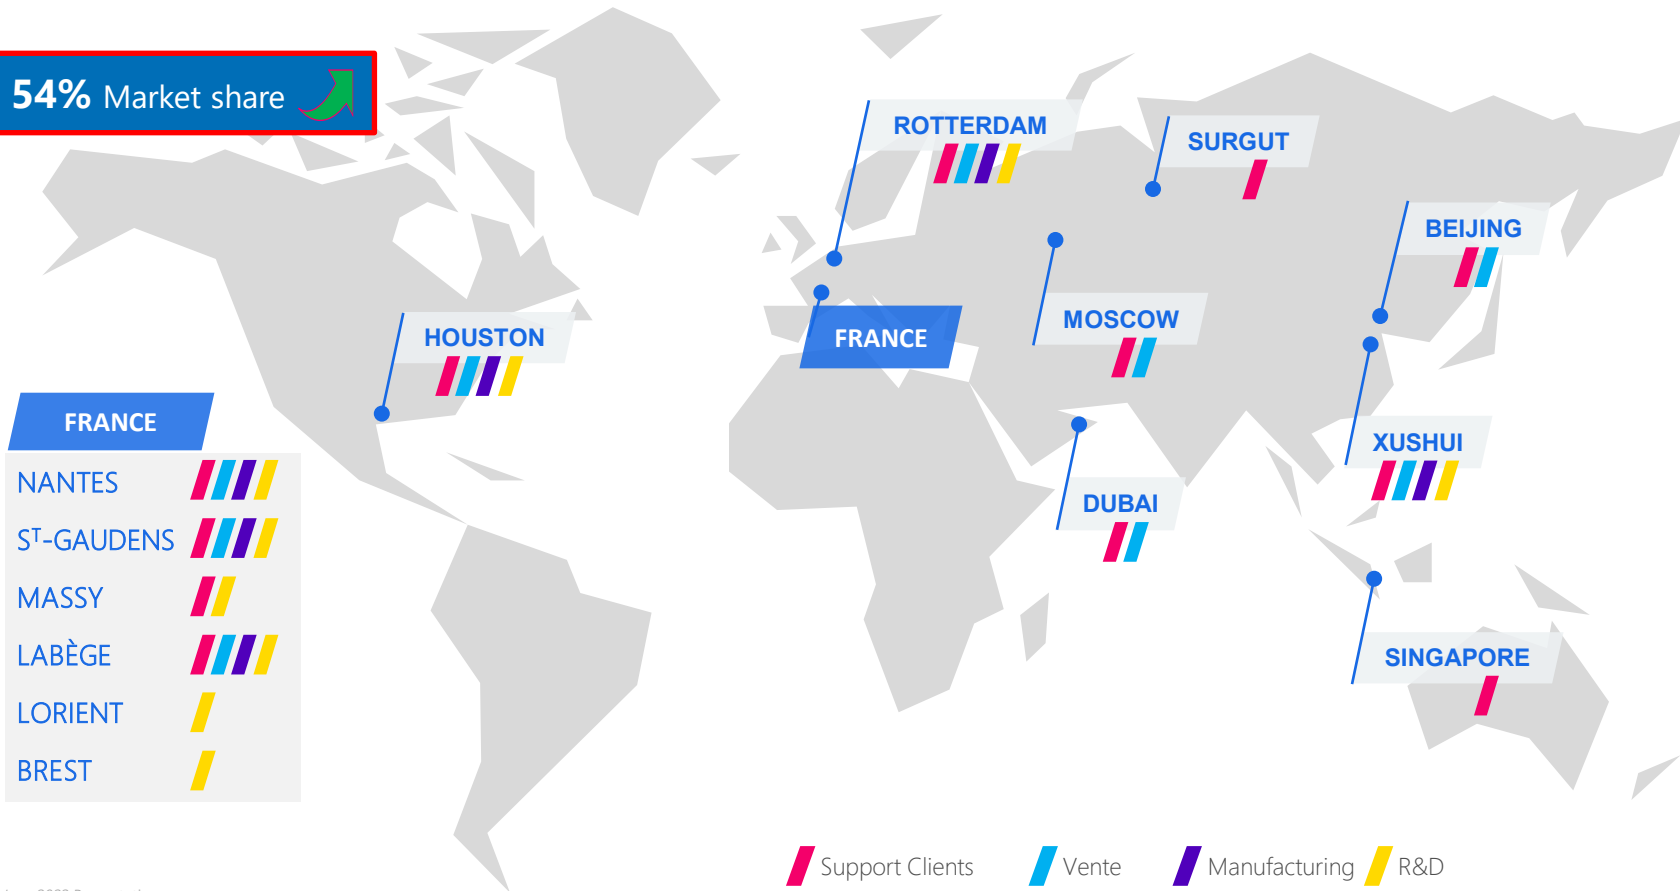 54% Market share
ROTTERDAM
SURGUT
BEIJING
HOUSTON
FRANCE
MOSCOW
XUSHUI
DUBAI
SINGAPORE
FRANCE
NANTES
Sᵀ-GAUDENS
MASSY
LABÈGE
LORIENT
BREST
Support Clients
Vente
Manufacturing
R&D